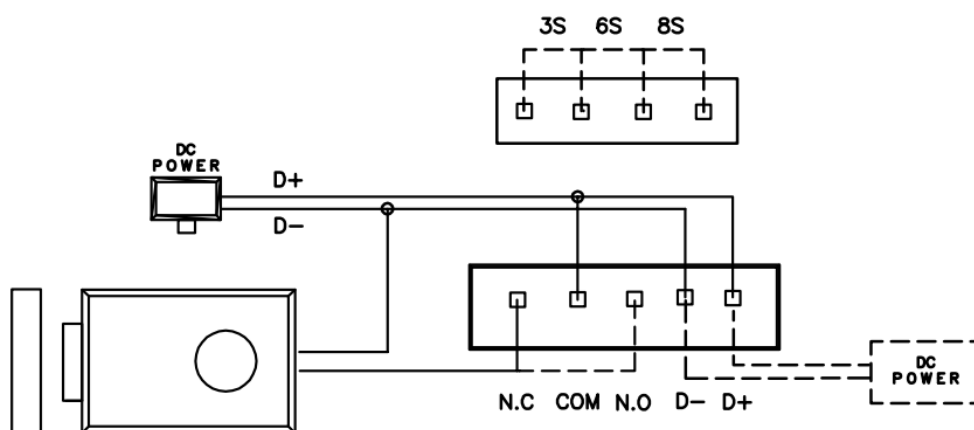 3S 6S 8S
DC
POWER
D+
D-
N.C COM N.O D- D+
DC
POWER